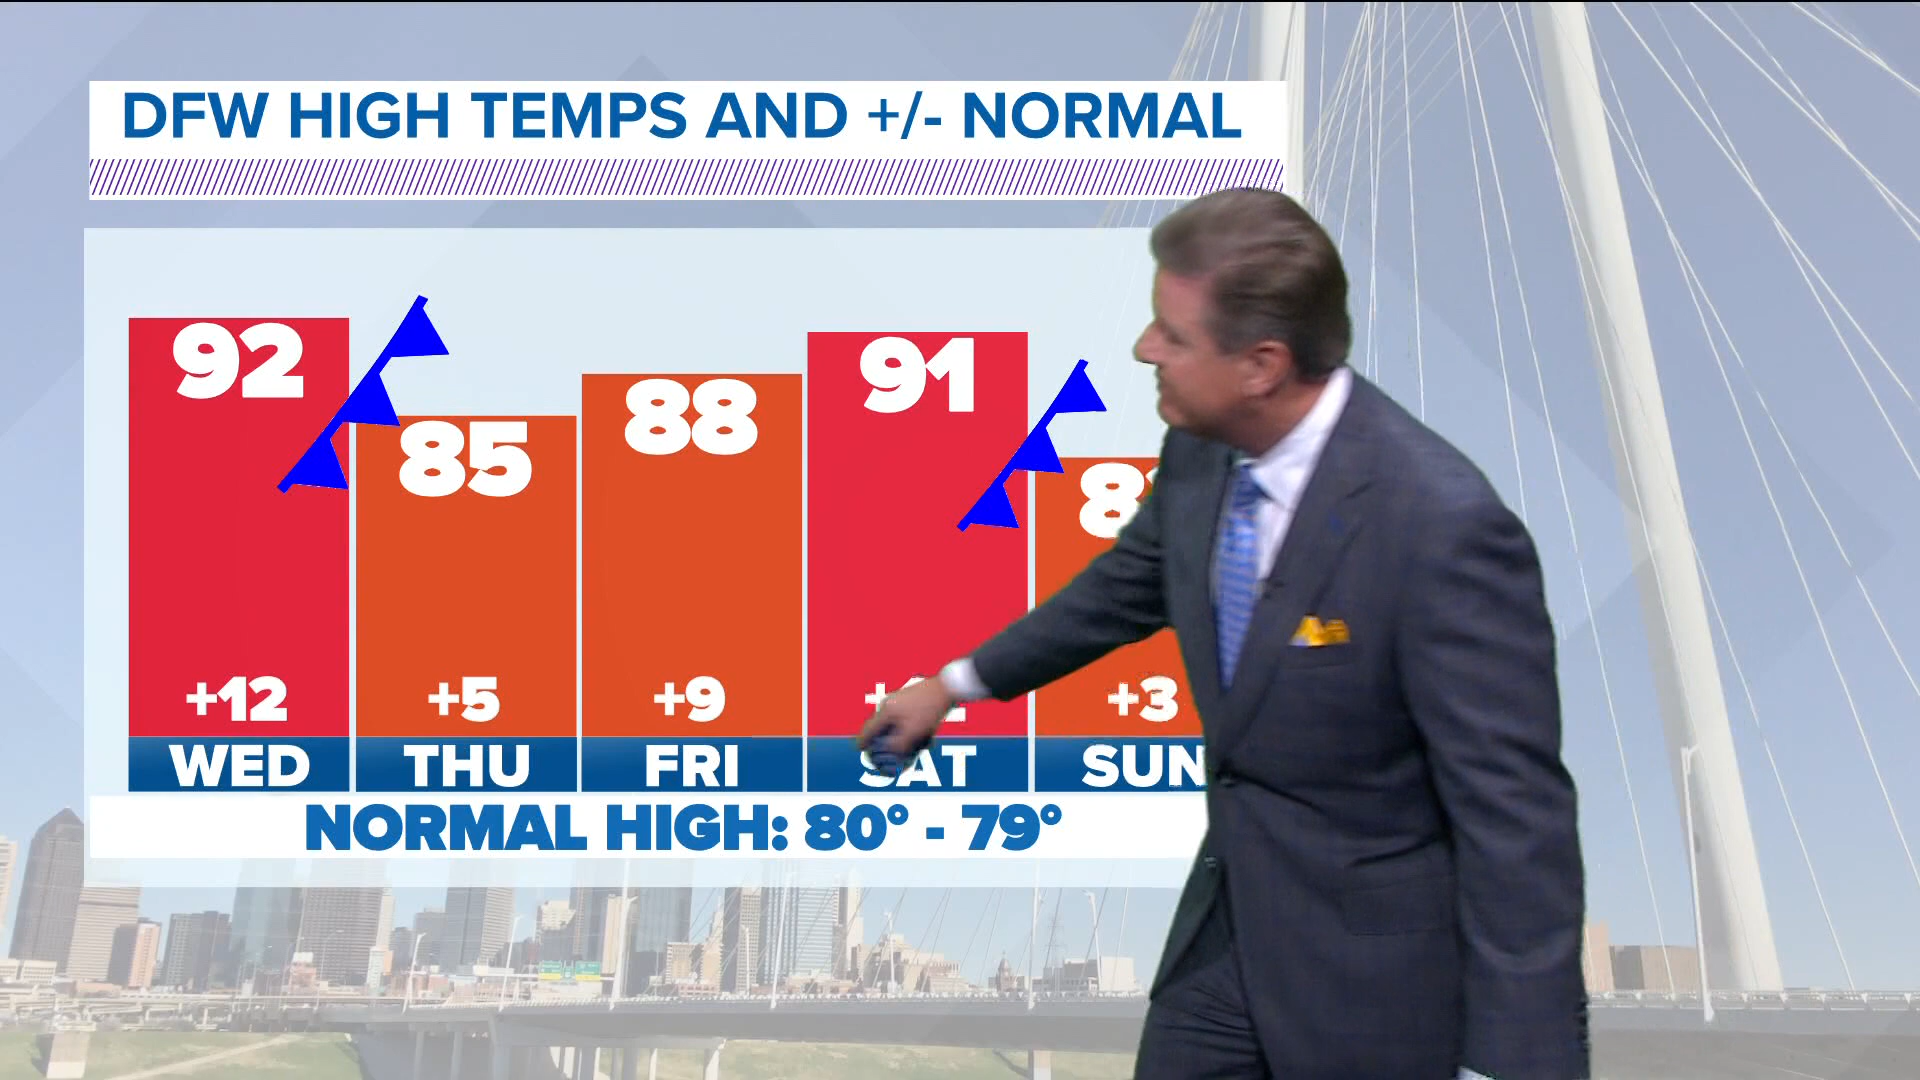 DFW HIGH TEMPS AND +/- NORMAL
92 85 88 91
+12 +5 +9 +3
WED THU FRI SAT SUN
NORMAL HIGH: 80° - 79°